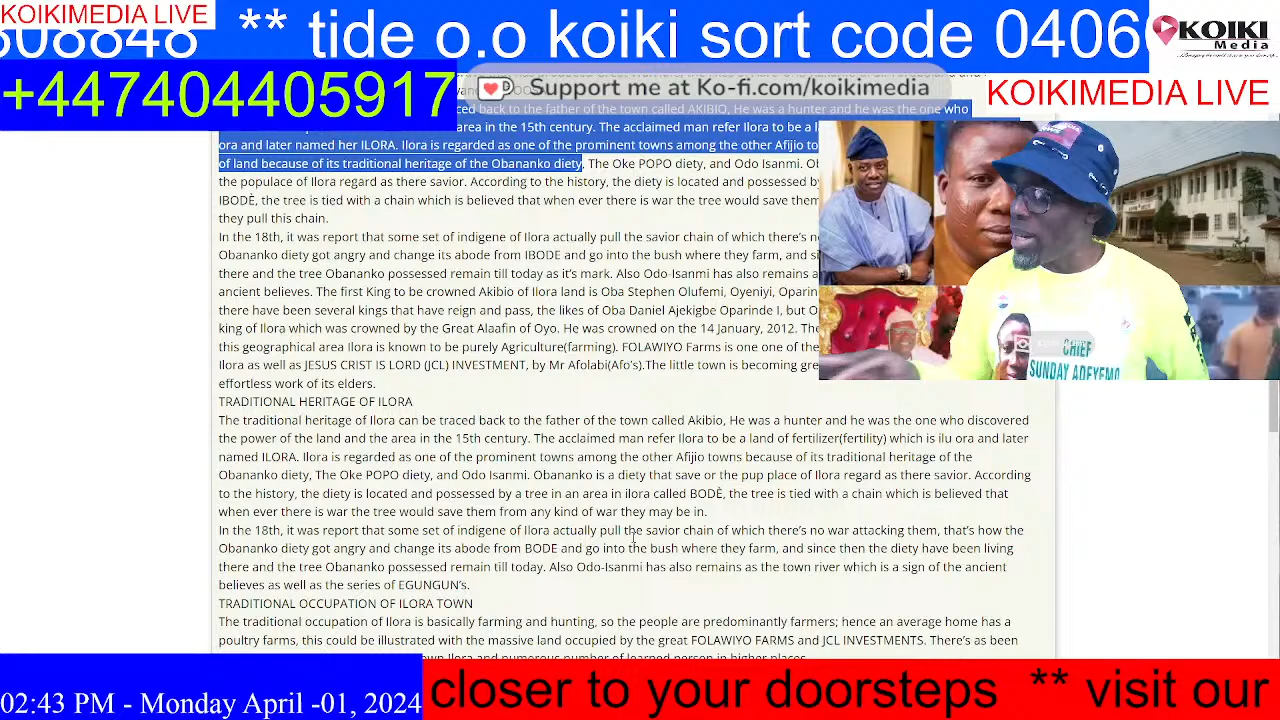 KOIKIMEDIA LIVE
** tide o.o koiki sort code 0406
KOIKI
Media
+447404405917
Support me at Ko-fi.com/koikimedia
KOIKIMEDIA LIVE
ced back to the father of the town called AKIBIO, He was a hunter and he was the one who
area in the 15th century. The acclaimed man refer Ilora to be a l
ora and later named her ILORA. Ilora is regarded as one of the prominent towns among the other Afijio to
of land because of its traditional heritage of the Obananko diety, The Oke POPO diety, and Odo Isanmi. Ob
the populace of Ilora regard as there savior. According to the history, the diety is located and possessed by
IBODÈ, the tree is tied with a chain which is believed that when ever there is war the tree would save them
they pull this chain.
In the 18th, it was report that some set of indigene of Ilora actually pull the savior chain of which there's no
Obananko diety got angry and change its abode from IBODE and go into the bush where they farm, and si
there and the tree Obananko possessed remain till today as it's mark. Also Odo-Isanmi has also remains a
ancient believes. The first King to be crowned Akibio of Ilora land is Oba Stephen Olufemi, Oyeniyi, Oparin
there have been several kings that have reign and pass, the likes of Oba Daniel Ajekigbe Oparinde I, but O
king of Ilora which was crowned by the Great Alaafin of Oyo. He was crowned on the 14 January, 2012. The
this geographical area Ilora is known to be purely Agriculture(farming). FOLAWIYO Farms is one one of the
Ilora as well as JESUS CHRIST IS LORD (JCL) INVESTMENT, by Mr Afolabi(Afo's).The little town is becoming gre
effortless work of its elders.
TRADITIONAL HERITAGE OF ILORA
The traditional heritage of Ilora can be traced back to the father of the town called Akibio, He was a hunter and he was the one who discovered
the power of the land and the area in the 15th century. The acclaimed man refer Ilora to be a land of fertilizer(fertility) which is ilu ora and later
named ILORA. Ilora is regarded as one of the prominent towns among the other Afijio towns because of its traditional heritage of the
Obananko diety, The Oke POPO diety, and Odo Isanmi. Obananko is a diety that save or the pup place of Ilora regard as there savior. According
to the history, the diety is located and possessed by a tree in an area in ilora called BODÈ, the tree is tied with a chain which is believed that
when ever there is war the tree would save them from any kind of war they may be in.
In the 18th, it was report that some set of indigene of Ilora actually pull the savior chain of which there's no war attacking them, that's how the
Obananko diety got angry and change its abode from BODE and go into the bush where they farm, and since then the diety have been living
there and the tree Obananko possessed remain till today. Also Odo-Isanmi has also remains as the town river which is a sign of the ancient
believes as well as the series of EGUNGUN's.
TRADITIONAL OCCUPATION OF ILORA TOWN
The traditional occupation of Ilora is basically farming and hunting, so the people are predominantly farmers; hence an average home has a
poultry farms, this could be illustrated with the massive land occupied by the great FOLAWIYO FARMS and JCL INVESTMENTS. There's as been
CHIEF
SUNDAY ADEYEMO
02:43 PM - Monday April -01, 2024
closer to your doorsteps ** visit our